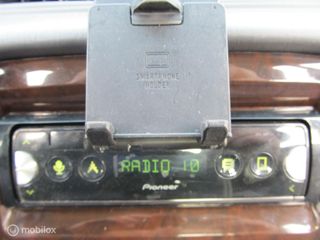 SMARTPHONE
HOLDER
RADIO 10
Pioneer
mobilox